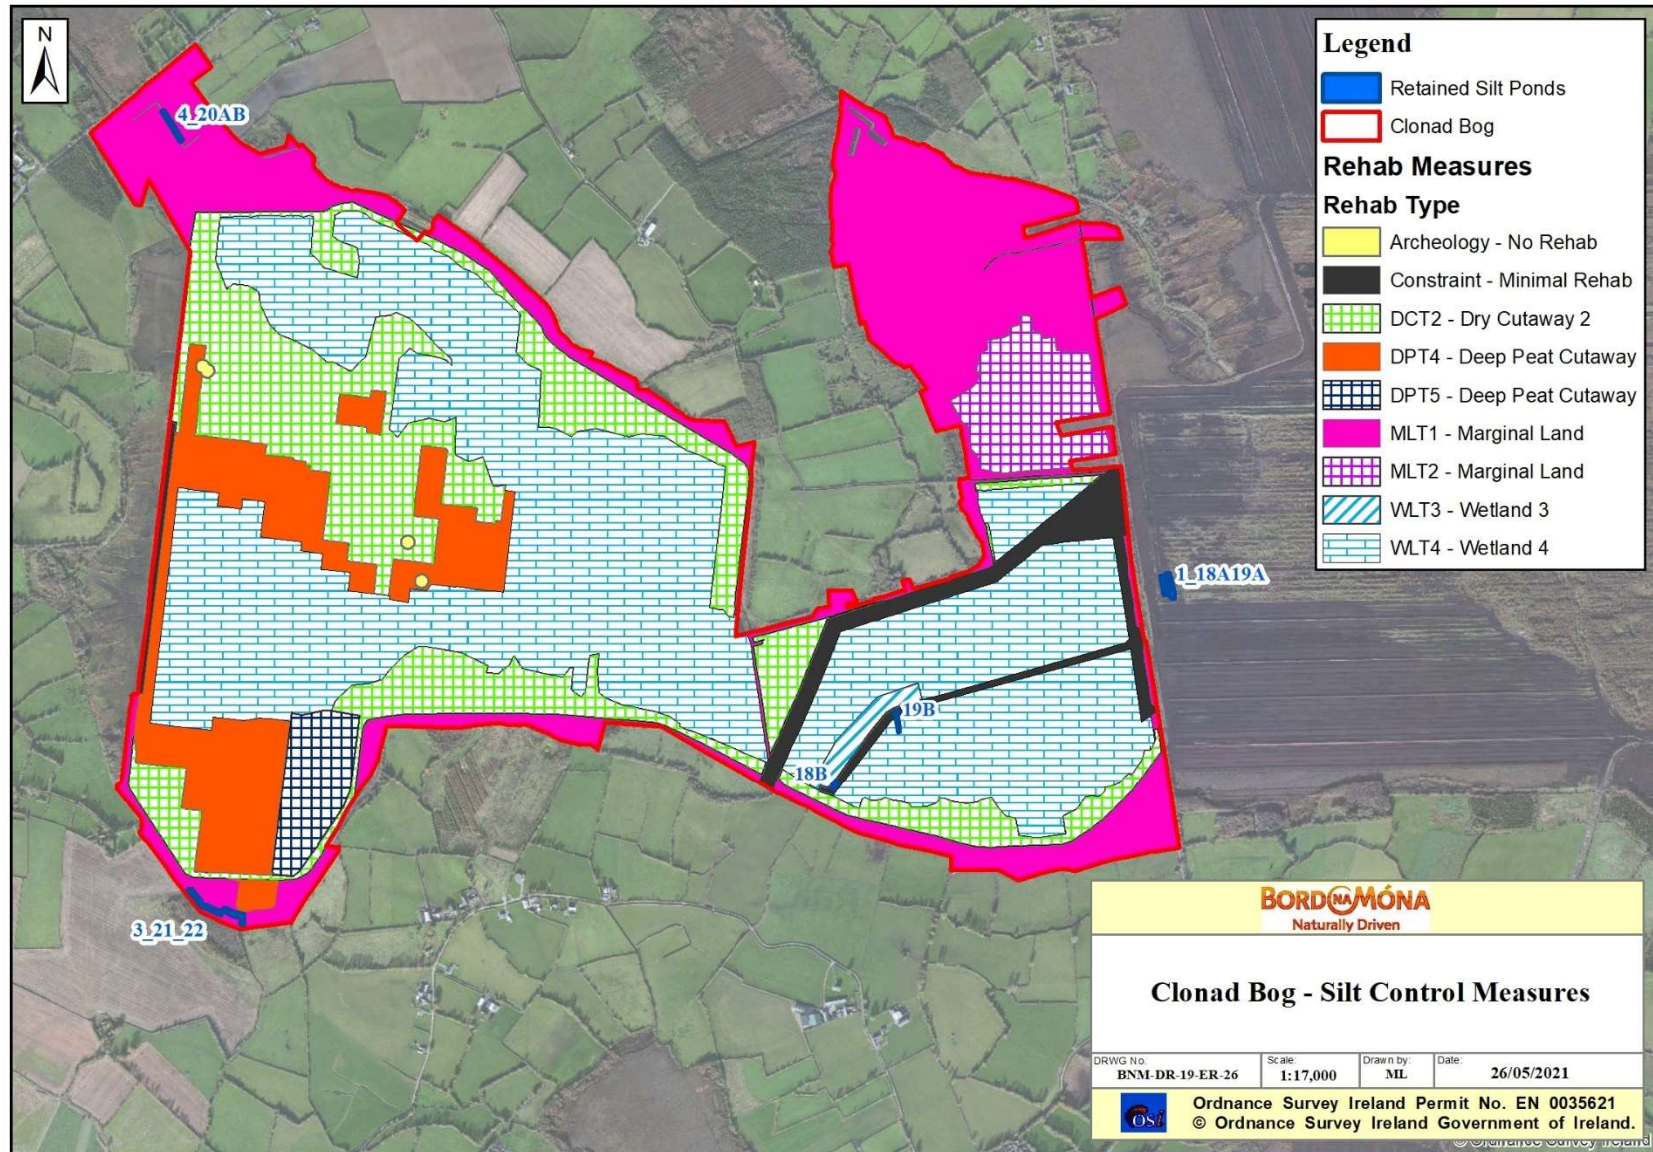 N
4_20AB
1_18A19A
19B
18B
3_21_22
Legend
Retained Silt Ponds
Clonad Bog
Rehab Measures
Rehab Type
Archeology - No Rehab
Constraint - Minimal Rehab
DCT2 - Dry Cutaway 2
DPT4 - Deep Peat Cutaway
DPT5 - Deep Peat Cutaway
MLT1 - Marginal Land
MLT2 - Marginal Land
WLT3 - Wetland 3
WLT4 - Wetland 4
BORD NA MÓNA
Naturally Driven
Clonad Bog - Silt Control Measures
DRWG No. Scale: Drawn by: Date:
BNM-DR-19-ER-26 1:17,000 ML 26/05/2021
OSi
Ordnance Survey Ireland Permit No. EN 0035621
© Ordnance Survey Ireland Government of Ireland.
© Ordnance Survey Ireland